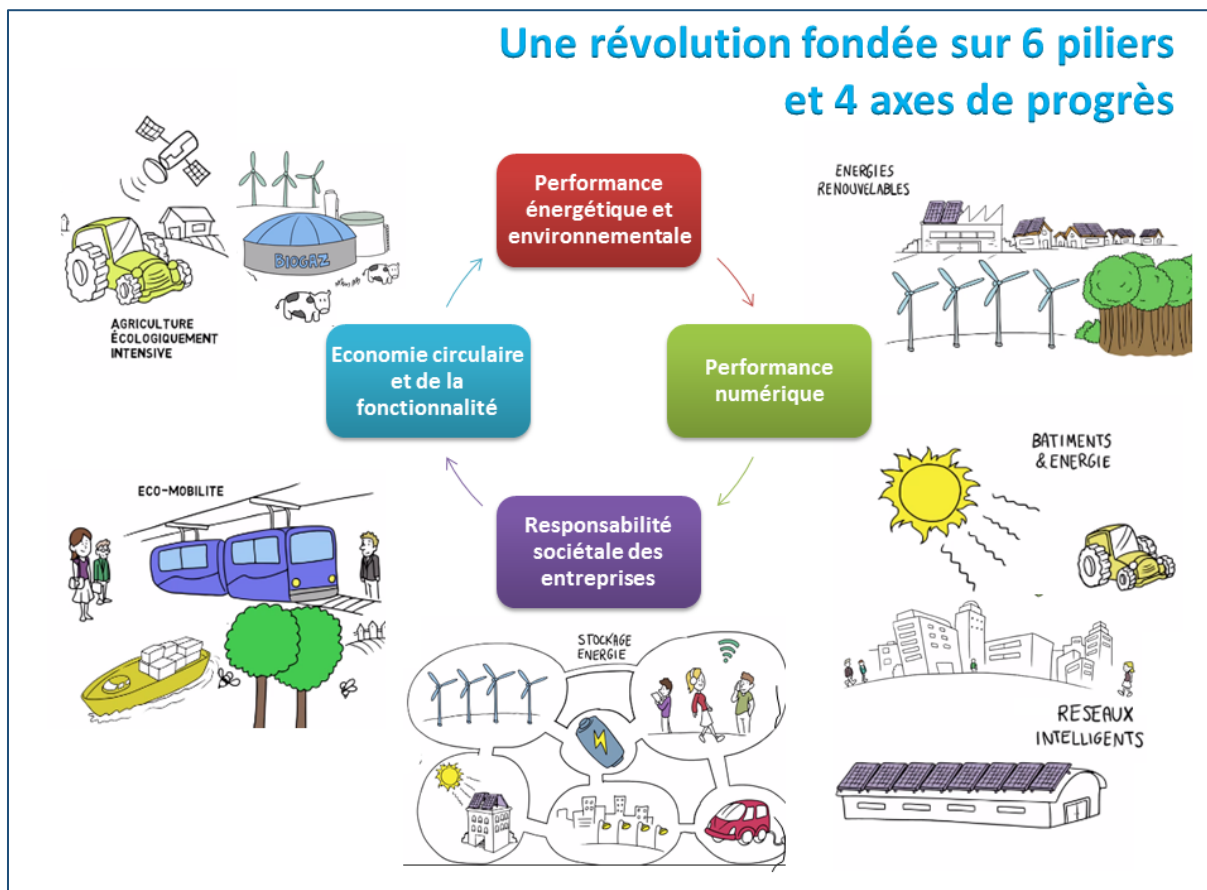 Une révolution fondée sur 6 piliers
et 4 axes de progrès
AGRICULTURE
ÉCOLOGIQUEMENT
INTENSIVE
BIOGAZ
Performance
énergétique et
environnementale
ENERGIES
RENOUVELABLES
Economie circulaire
et de la
fonctionnalité
Performance
numérique
ECO-MOBILITE
Responsabilité
sociétale des
entreprises
BATIMENTS
& ENERGIE
STOCKAGE
ENERGIE
RESEAUX
INTELLIGENTS